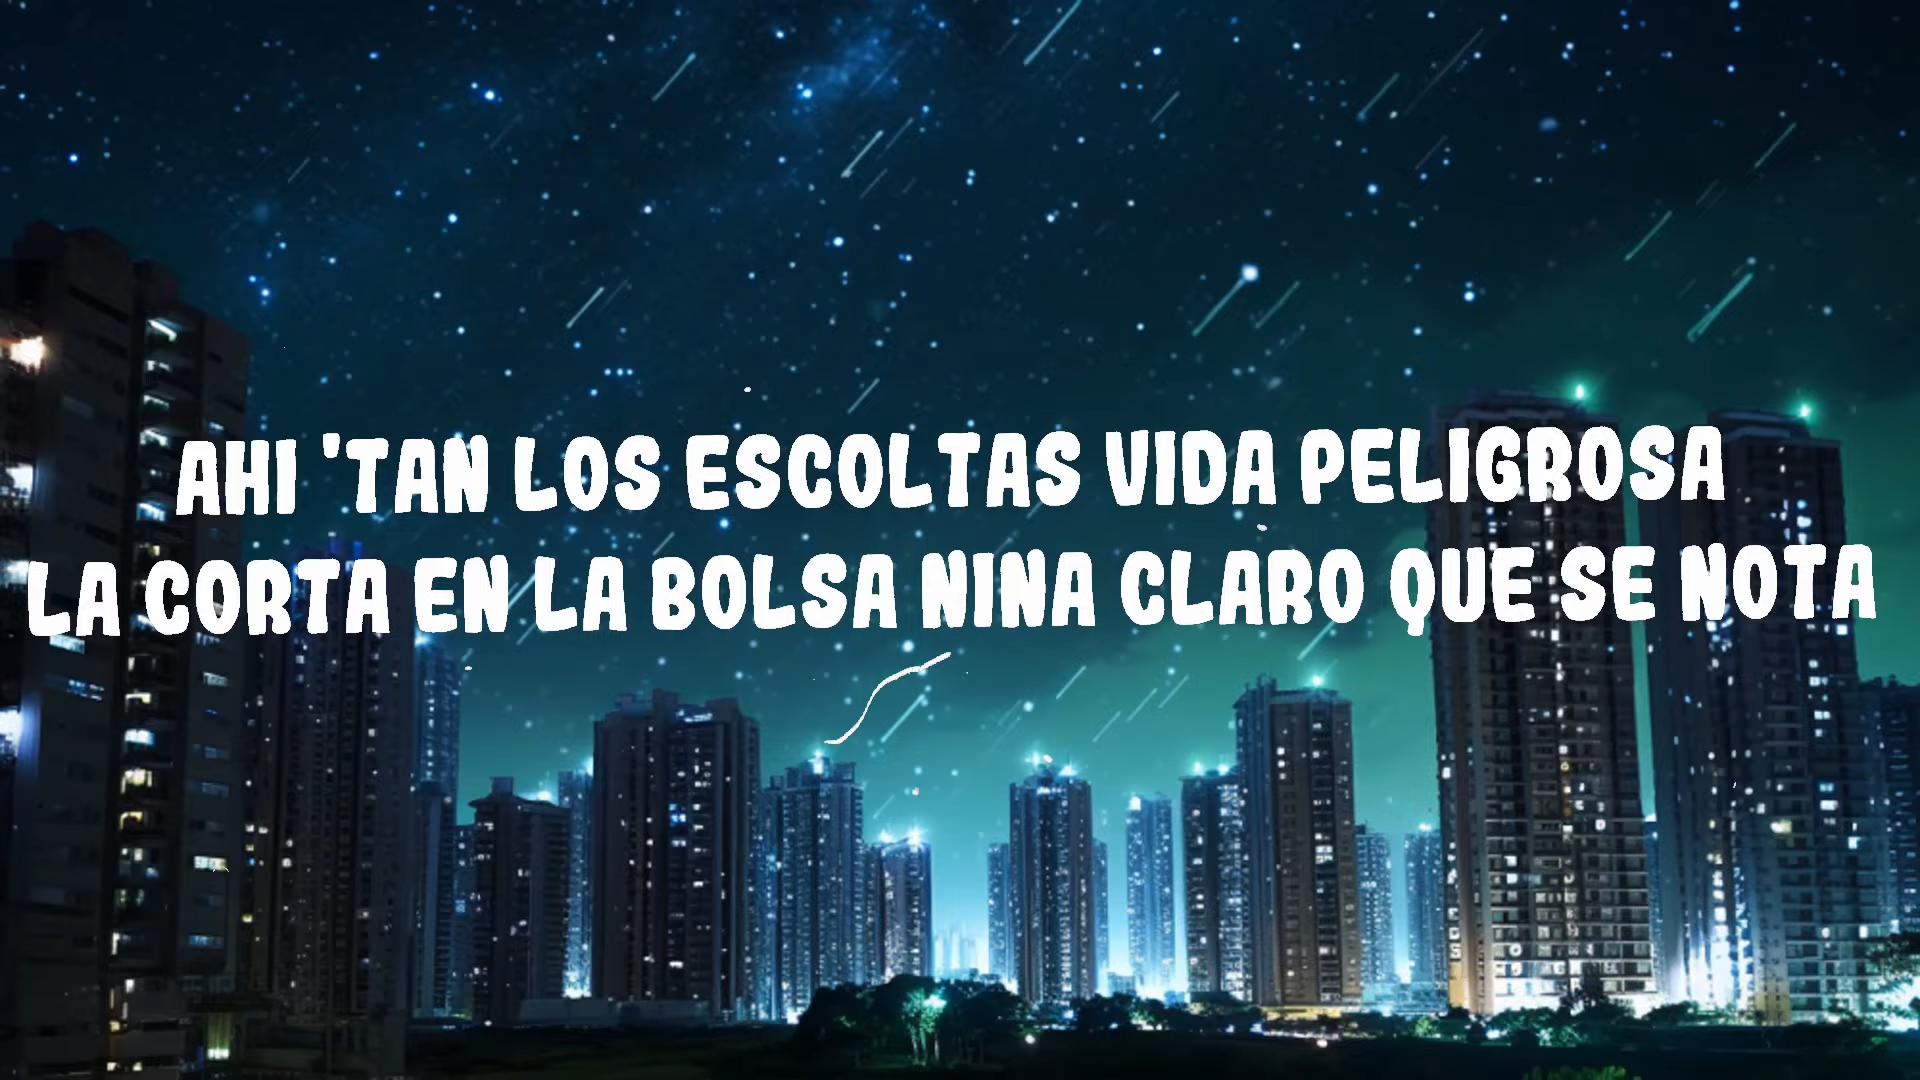 AHI 'TAN LOS ESCOLTAS VIDA PELIGROSA
LA CORTA EN LA BOLSA NINA CLARO QUE SE NOTA